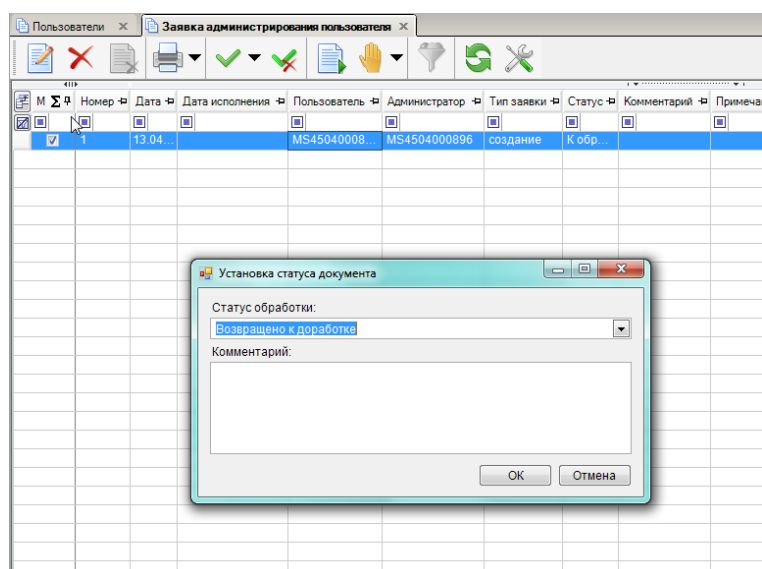 Пользователи × Заявка администрирования пользователя ×
М Σ Номер Дата Дата исполнения Пользователь Администратор Тип заявки Статус Комментарий Примеча
1 13.04... MS45040008... MS4504000896 создание К обр...
Установка статуса документа
Статус обработки:
Возвращено к доработке
Комментарий:
ОК Отмена